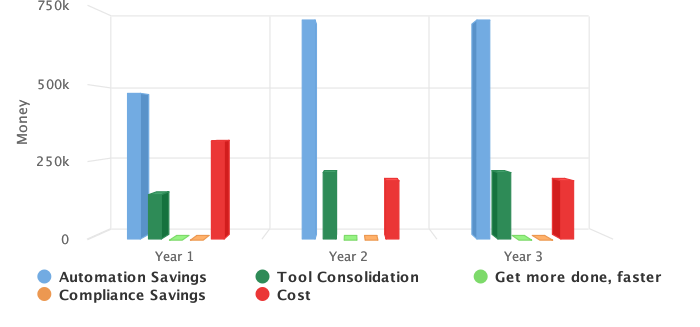 750k
500k
250k
0
Money
Year 1 Year 2 Year 3
Automation Savings Tool Consolidation Get more done, faster
Compliance Savings Cost